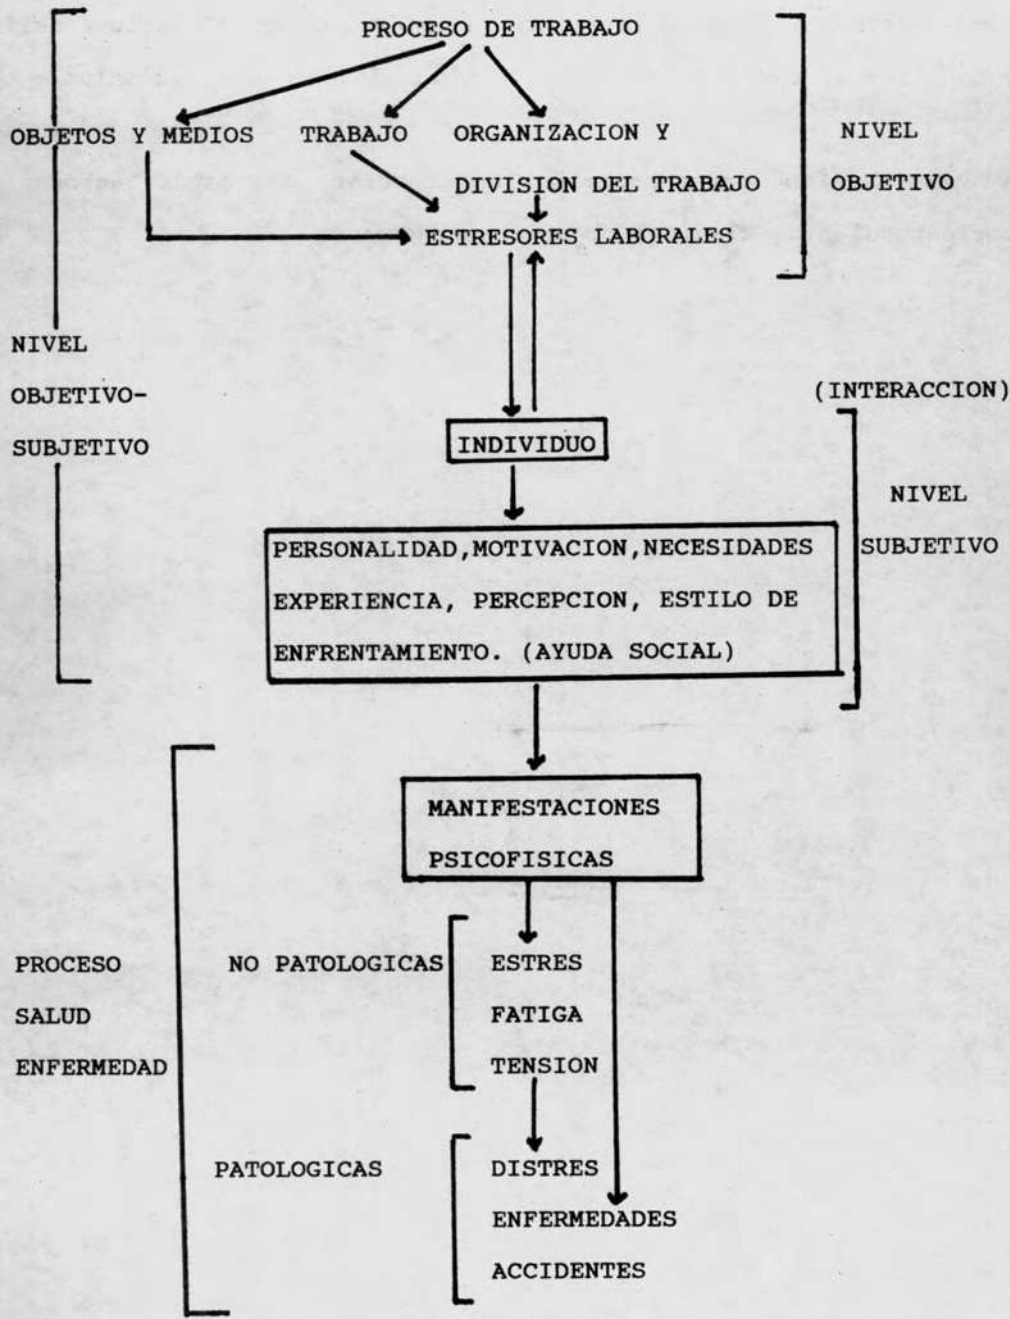 PROCESO DE TRABAJO
OBJETOS Y MEDIOS TRABAJO ORGANIZACION Y
DIVISION DEL TRABAJO
NIVEL
OBJETIVO
ESTRESORES LABORALES
NIVEL
OBJETIVO-
SUBJETIVO
(INTERACCION)
INDIVIDUO
NIVEL
SUBJETIVO
PERSONALIDAD,MOTIVACION,NECESIDADES
EXPERIENCIA, PERCEPCION, ESTILO DE
ENFRENTAMIENTO. (AYUDA SOCIAL)
MANIFESTACIONES
PSICOFISICAS
PROCESO
SALUD
ENFERMEDAD
NO PATOLOGICAS
ESTRES
FATIGA
TENSION
PATOLOGICAS
DISTRES
ENFERMEDADES
ACCIDENTES